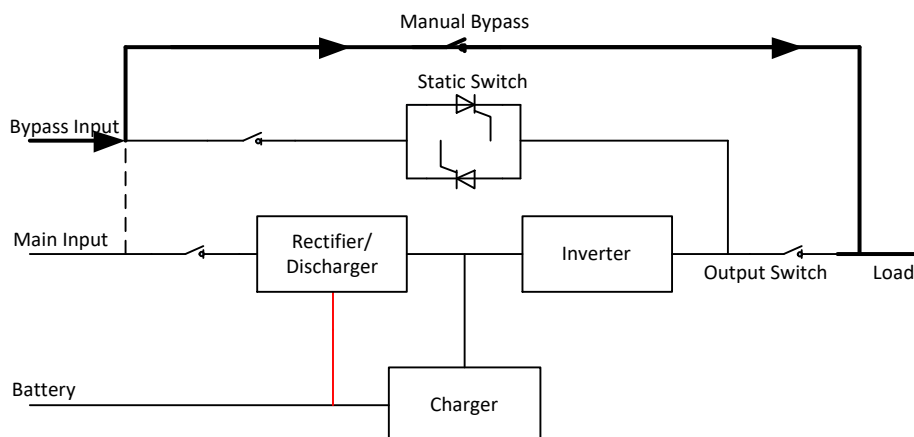 Manual Bypass
Static Switch
Bypass Input
Main Input
Rectifier/
Discharger
Inverter
Output Switch
Load
Battery
Charger